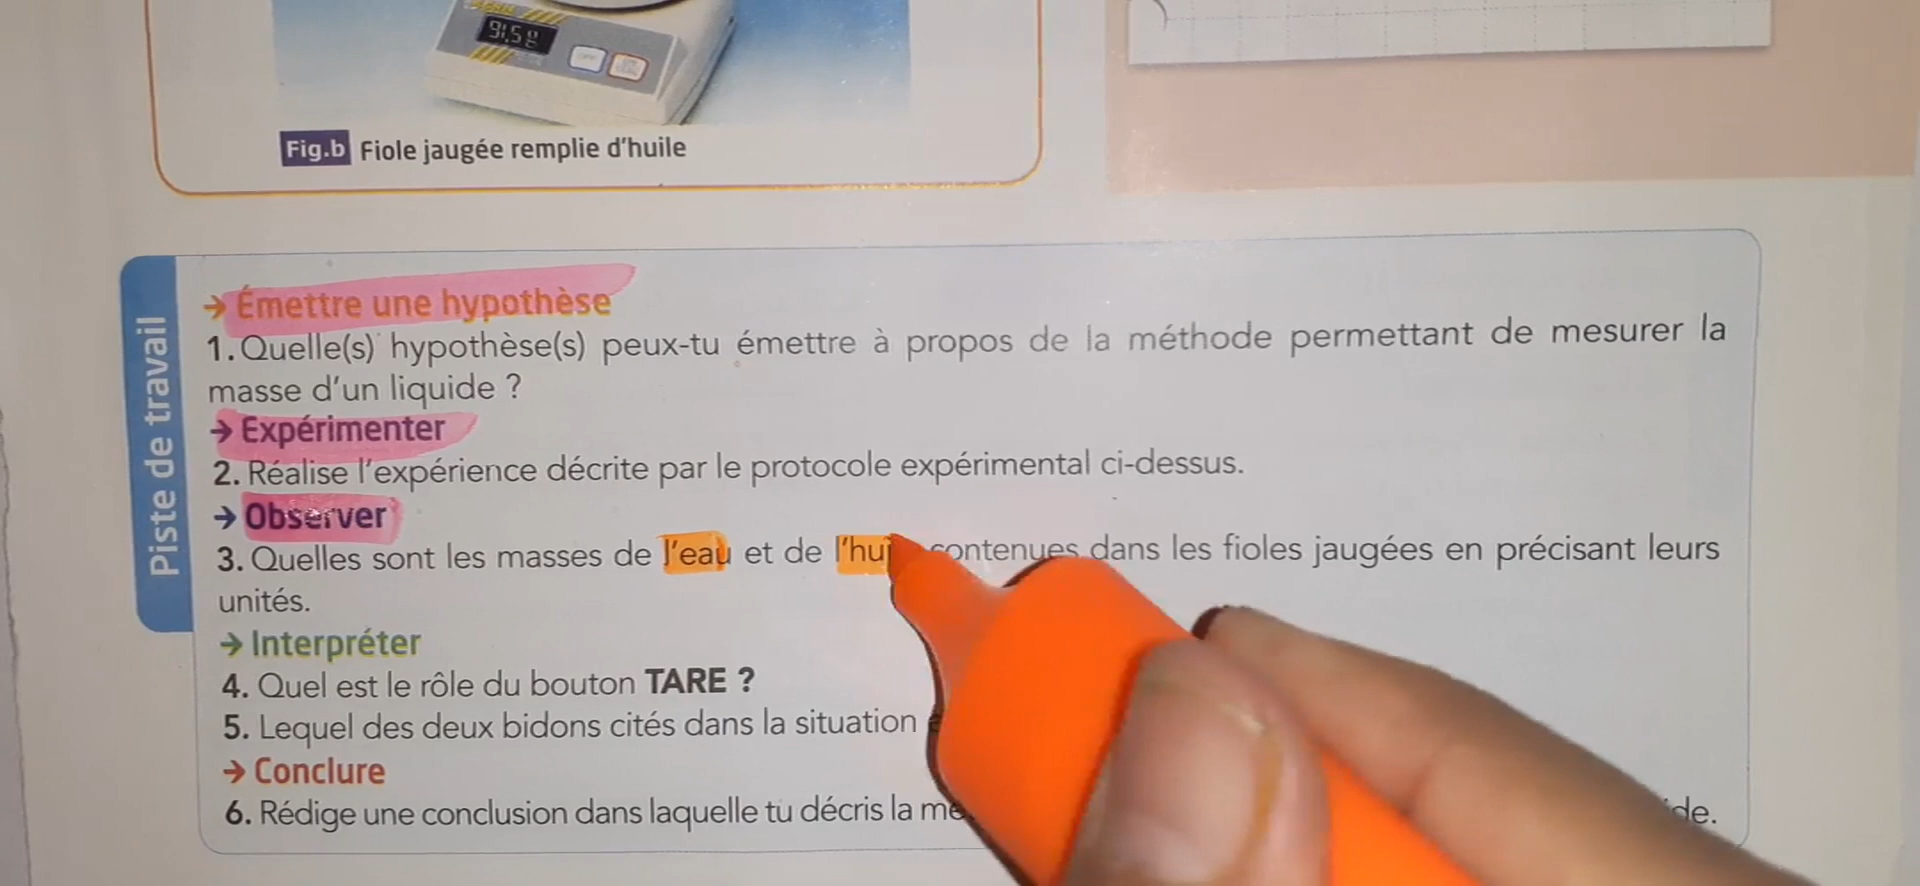 91,5g
Fig.b Fiole jaugée remplie d'huile
Piste de travail
→ Émettre une hypothèse
1. Quelle(s) hypothèse(s) peux-tu émettre à propos de la méthode permettant de mesurer la
masse d'un liquide ?
→ Expérimenter
2. Réalise l'expérience décrite par le protocole expérimental ci-dessus.
→ Observer
3. Quelles sont les masses de l'eau et de contenues dans les fioles jaugées en précisant leurs
unités.
→ Interpréter
4. Quel est le rôle du bouton TARE ?
5. Lequel des deux bidons cités dans la situation
→ Conclure
6. Rédige une conclusion dans laquelle tu décris la